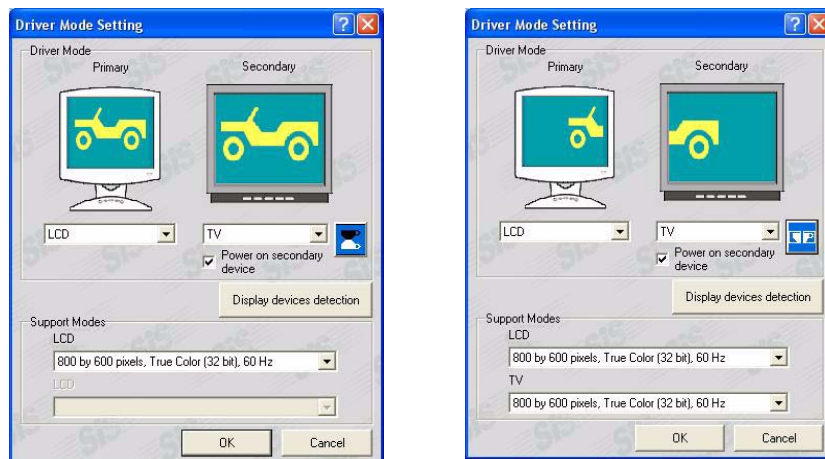 Driver Mode Setting
Driver Mode
Primary
Secondary
LCD
TV
Power on secondary
device
Display devices detection
Support Modes
LCD
800 by 600 pixels, True Color (32 bit), 60 Hz
LCD
OK
Cancel
Driver Mode Setting
Driver Mode
Primary
Secondary
LCD
TV
Power on secondary
device
Display devices detection
Support Modes
LCD
800 by 600 pixels, True Color (32 bit), 60 Hz
TV
800 by 600 pixels, True Color (32 bit), 60 Hz
OK
Cancel